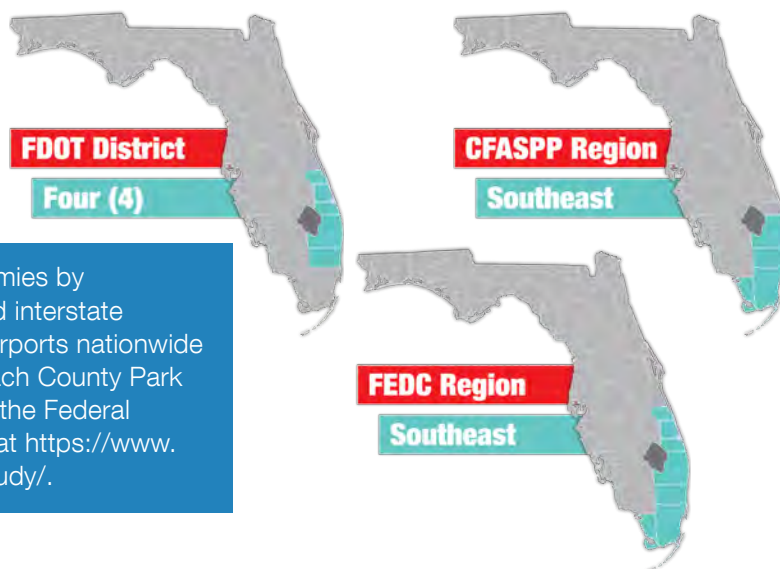 FDOT District
Four (4)
CFASPP Region
Southeast
mies by
d interstate
rports nationwide
ach County Park
the Federal
at https://www.
udy/.
FEDC Region
Southeast